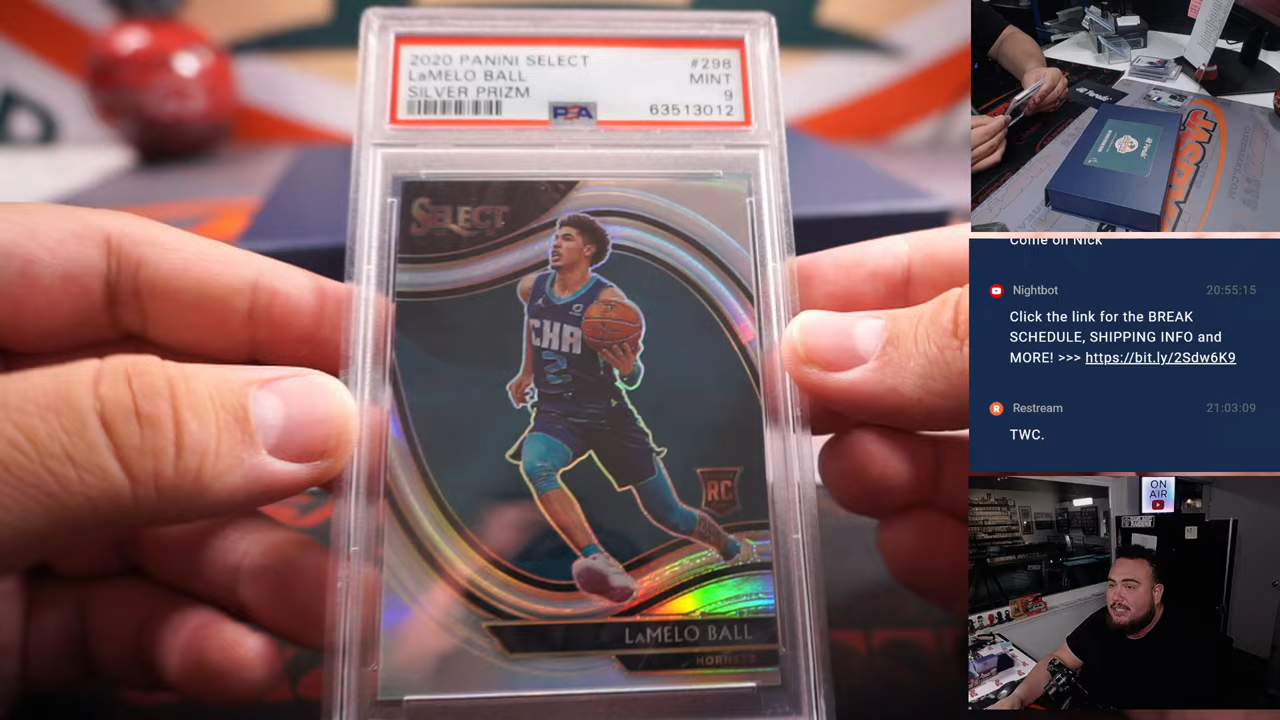 2020 PANINI SELECT
#298
LaMELO BALL
MINT
SILVER PRIZM
9
PSA
63513012
SELECT
CHA
2
RC
LaMELO BALL
HORNETS
Come on Nick
Nightbot
20:55:15
Click the link for the BREAK
SCHEDULE, SHIPPING INFO and
MORE! >>> https://bit.ly/2Sdw6K9
Restream
21:03:09
TWC.
ON
AIR